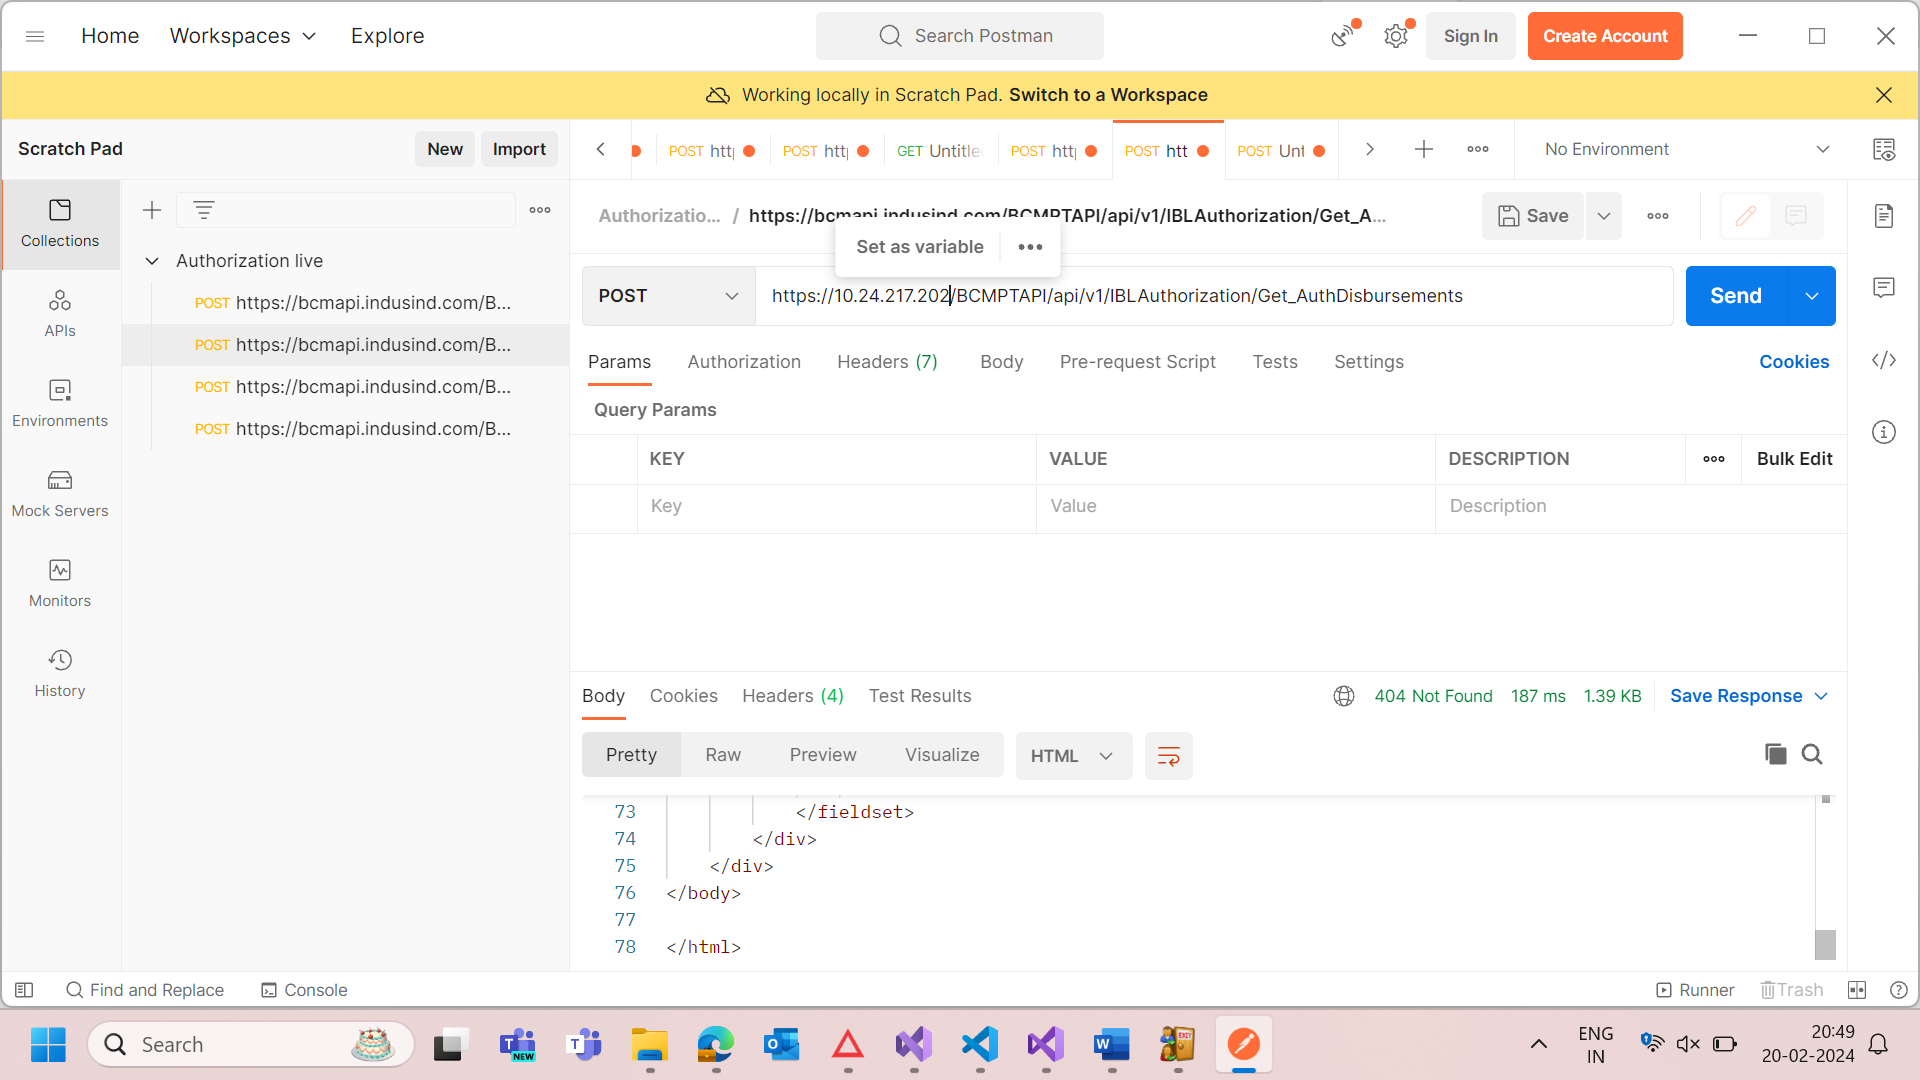 Home Workspaces Explore Search Postman Sign In Create Account
Working locally in Scratch Pad. Switch to a Workspace
Scratch Pad New Import POST POST GET POST POST htt POST No Environment
Authorizatio... / https://bcmapi.indusind.com/BCMPTAPI/api/v1/IBLAuthorization/Get_A... Save
Set as variable
POST https://10.24.217.202/BCMPTAPI/api/v1/IBLAuthorization/Get_AuthDisbursements Send
Collections
APIs
Environments
Mock Servers
Monitors
History
Authorization live
POST https://bcmapi.indusind.com/B...
POST https://bcmapi.indusind.com/B...
POST https://bcmapi.indusind.com/B...
POST https://bcmapi.indusind.com/B...
Params Authorization Headers (7) Body Pre-request Script Tests Settings Cookies
Query Params
KEY VALUE DESCRIPTION Bulk Edit
Key Value Description
Body Cookies Headers (4) Test Results 404 Not Found 187 ms 1.39 KB Save Response
Pretty Raw Preview Visualize HTML
73 </fieldset>
74 </div>
75 </div>
76 </body>
77
78 </html>
Find and Replace Console Runner Trash
Search NEW ENG 20:49
IN 20-02-2024